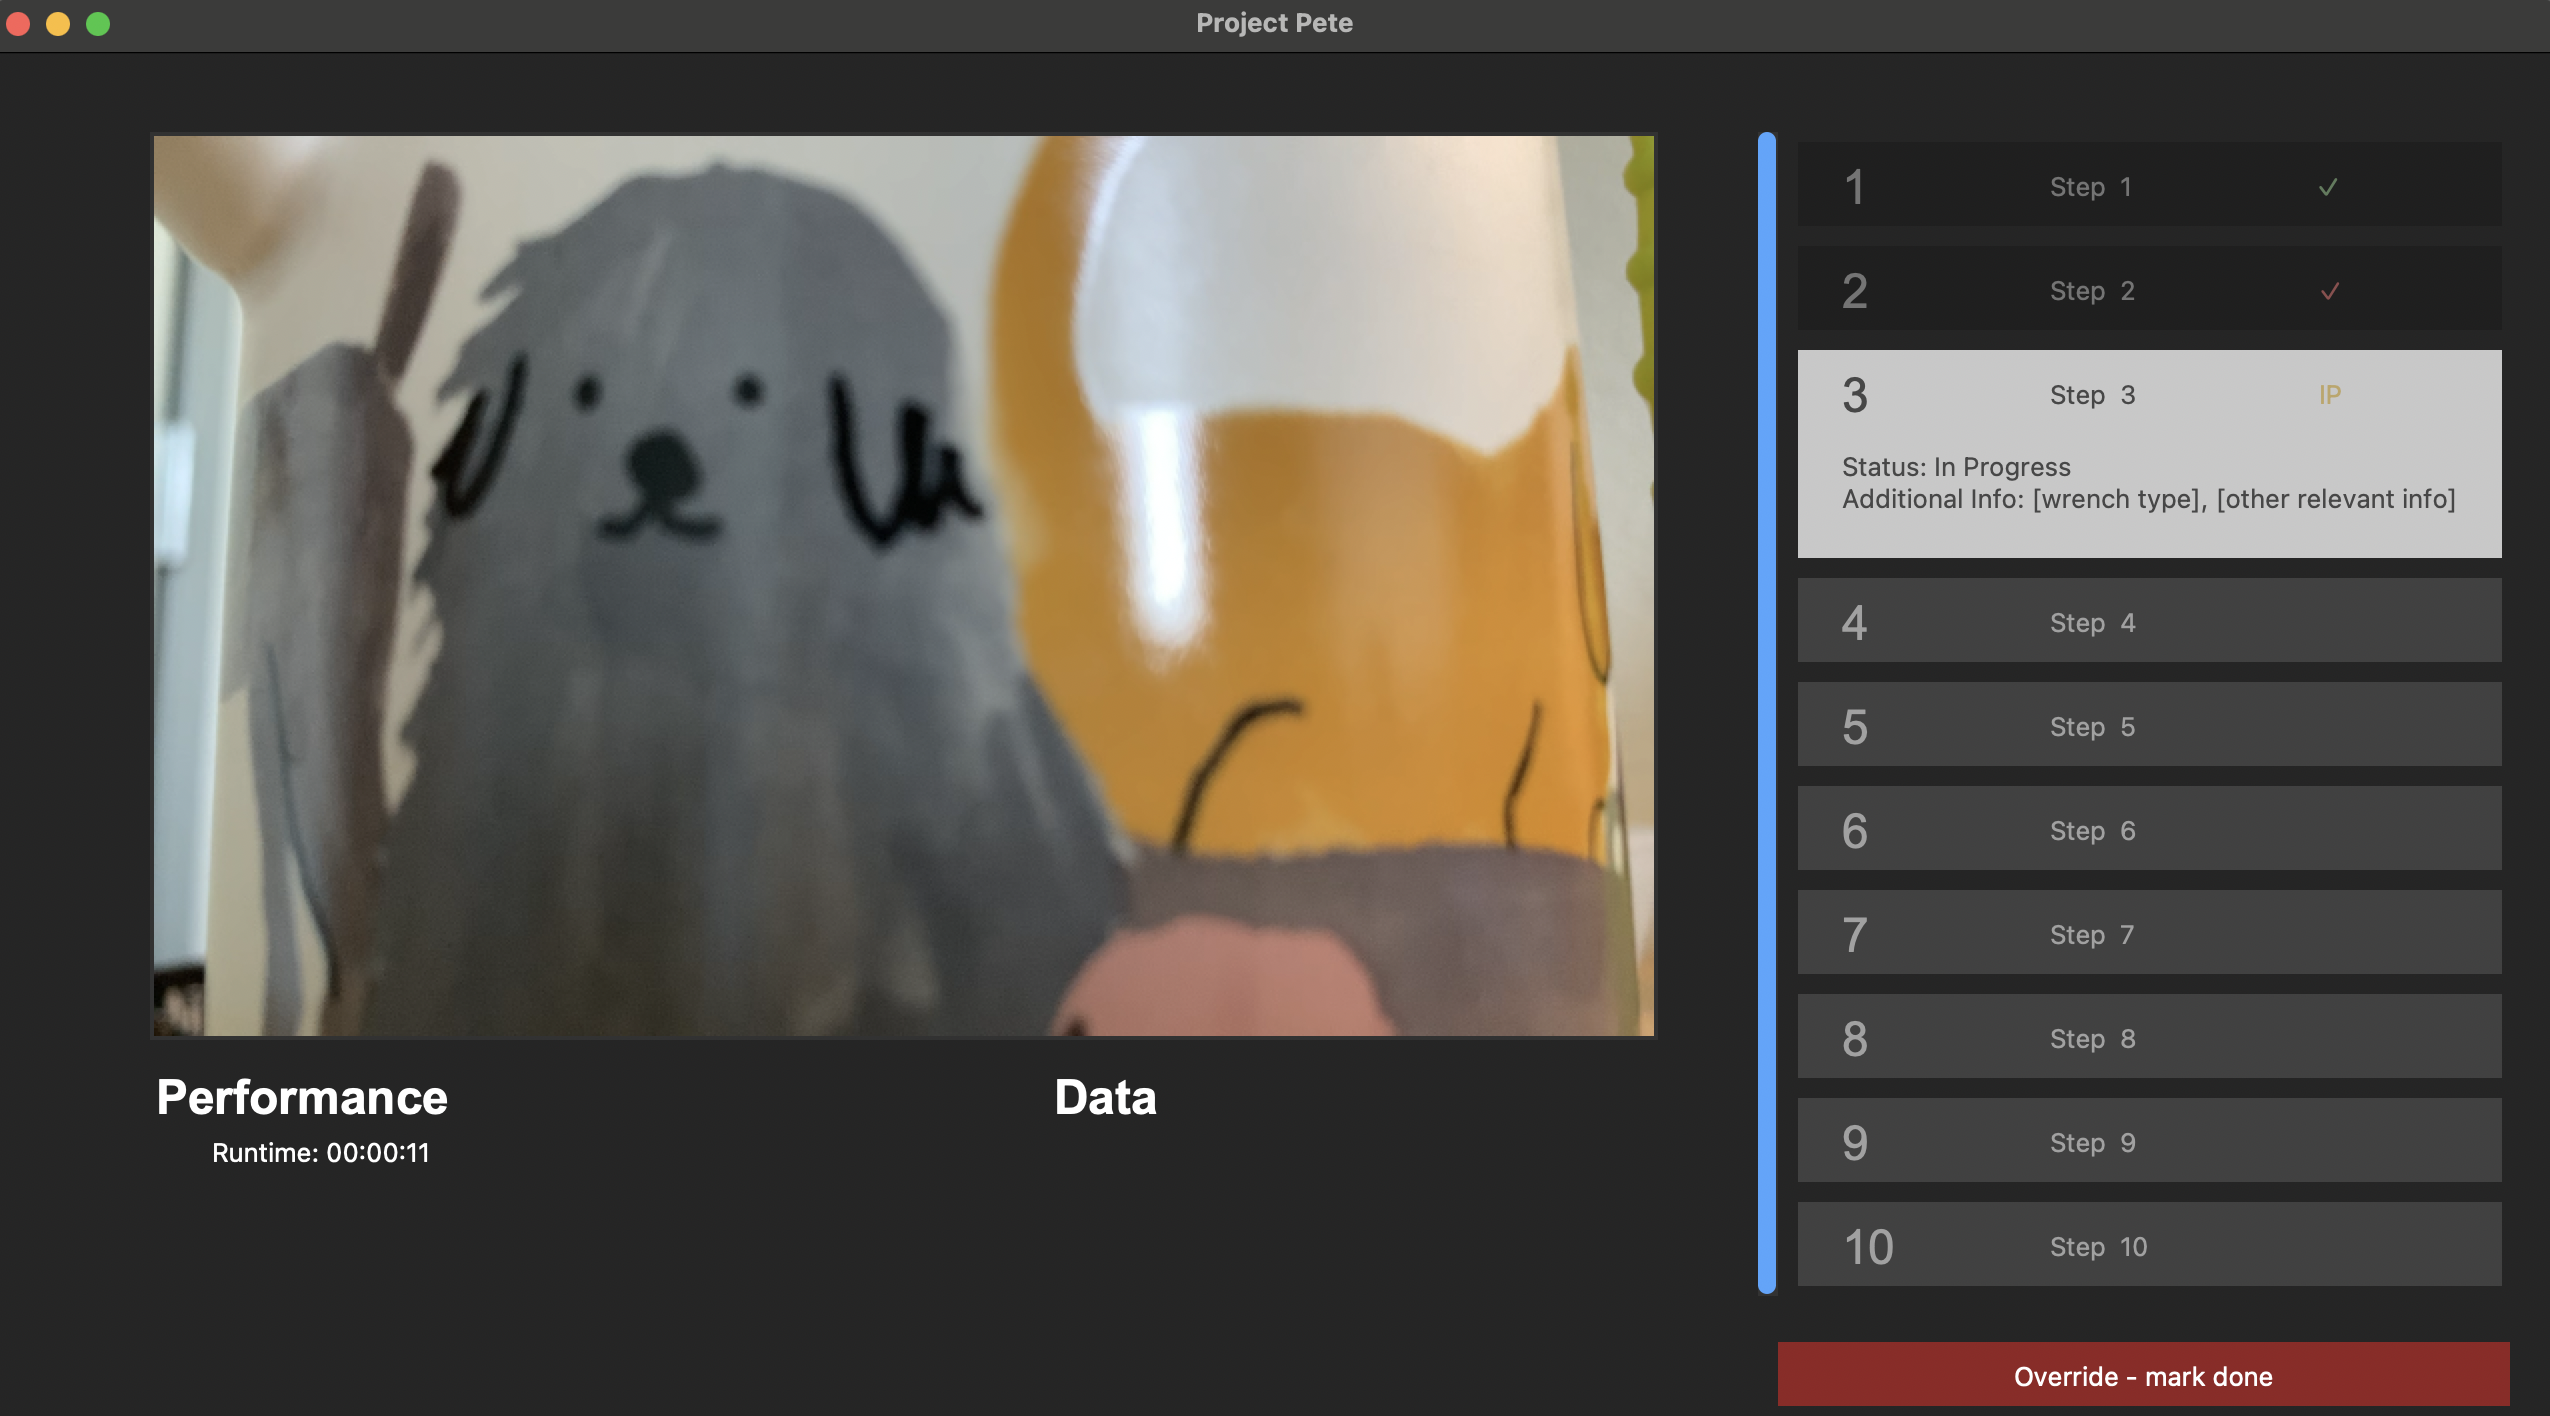 Project Pete
1 Step 1 ✓
2 Step 2 ✓
3 Step 3 IP
Status: In Progress
Additional Info: [wrench type], [other relevant info]
4 Step 4
5 Step 5
6 Step 6
7 Step 7
8 Step 8
9 Step 9
10 Step 10
Performance
Runtime: 00:00:11
Data
Override - mark done